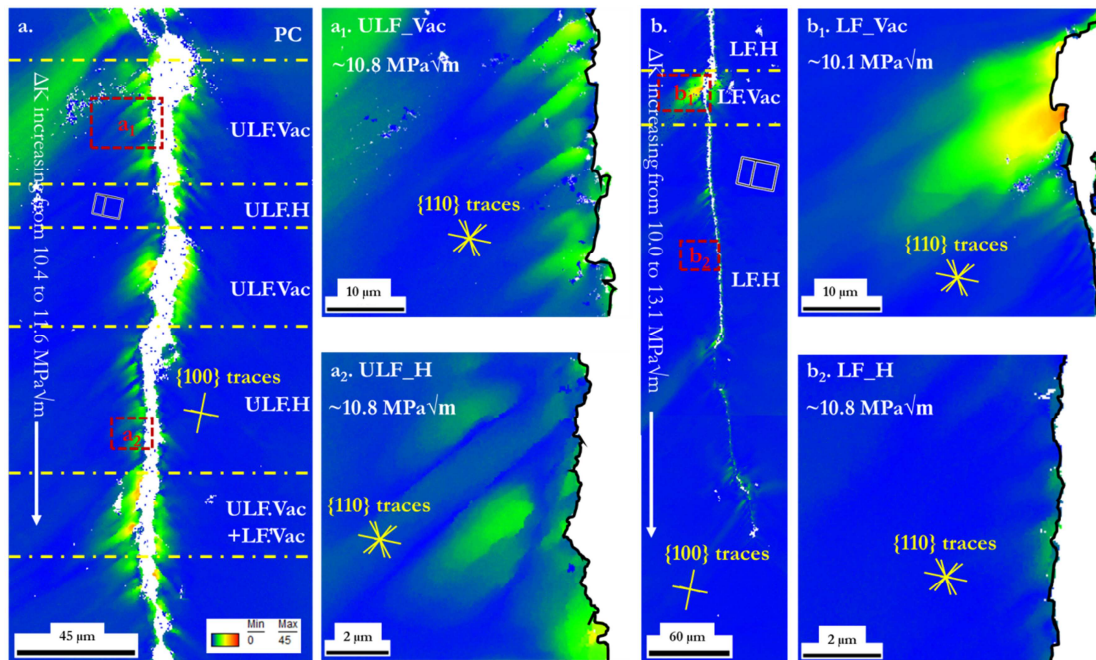 a.
PC
ULF.Vac
a₁
ULF.H
ULF.Vac
{100} traces
ULF.H
a₂
ULF.Vac
+LF.Vac
ΔK increasing from 10.4 to 11.6 MPa√m
45 μm
Min Max
0 45
a₁. ULF_Vac
~10.8 MPa√m
{110} traces
10 μm
a₂. ULF_H
~10.8 MPa√m
{110} traces
2 μm
b.
LF.H
b₁
LF.Vac
b₂
LF.H
ΔK increasing from 10.0 to 13.1 MPa√m
{100} traces
60 μm
b₁. LF_Vac
~10.1 MPa√m
{110} traces
10 μm
b₂. LF_H
~10.8 MPa√m
{110} traces
2 μm